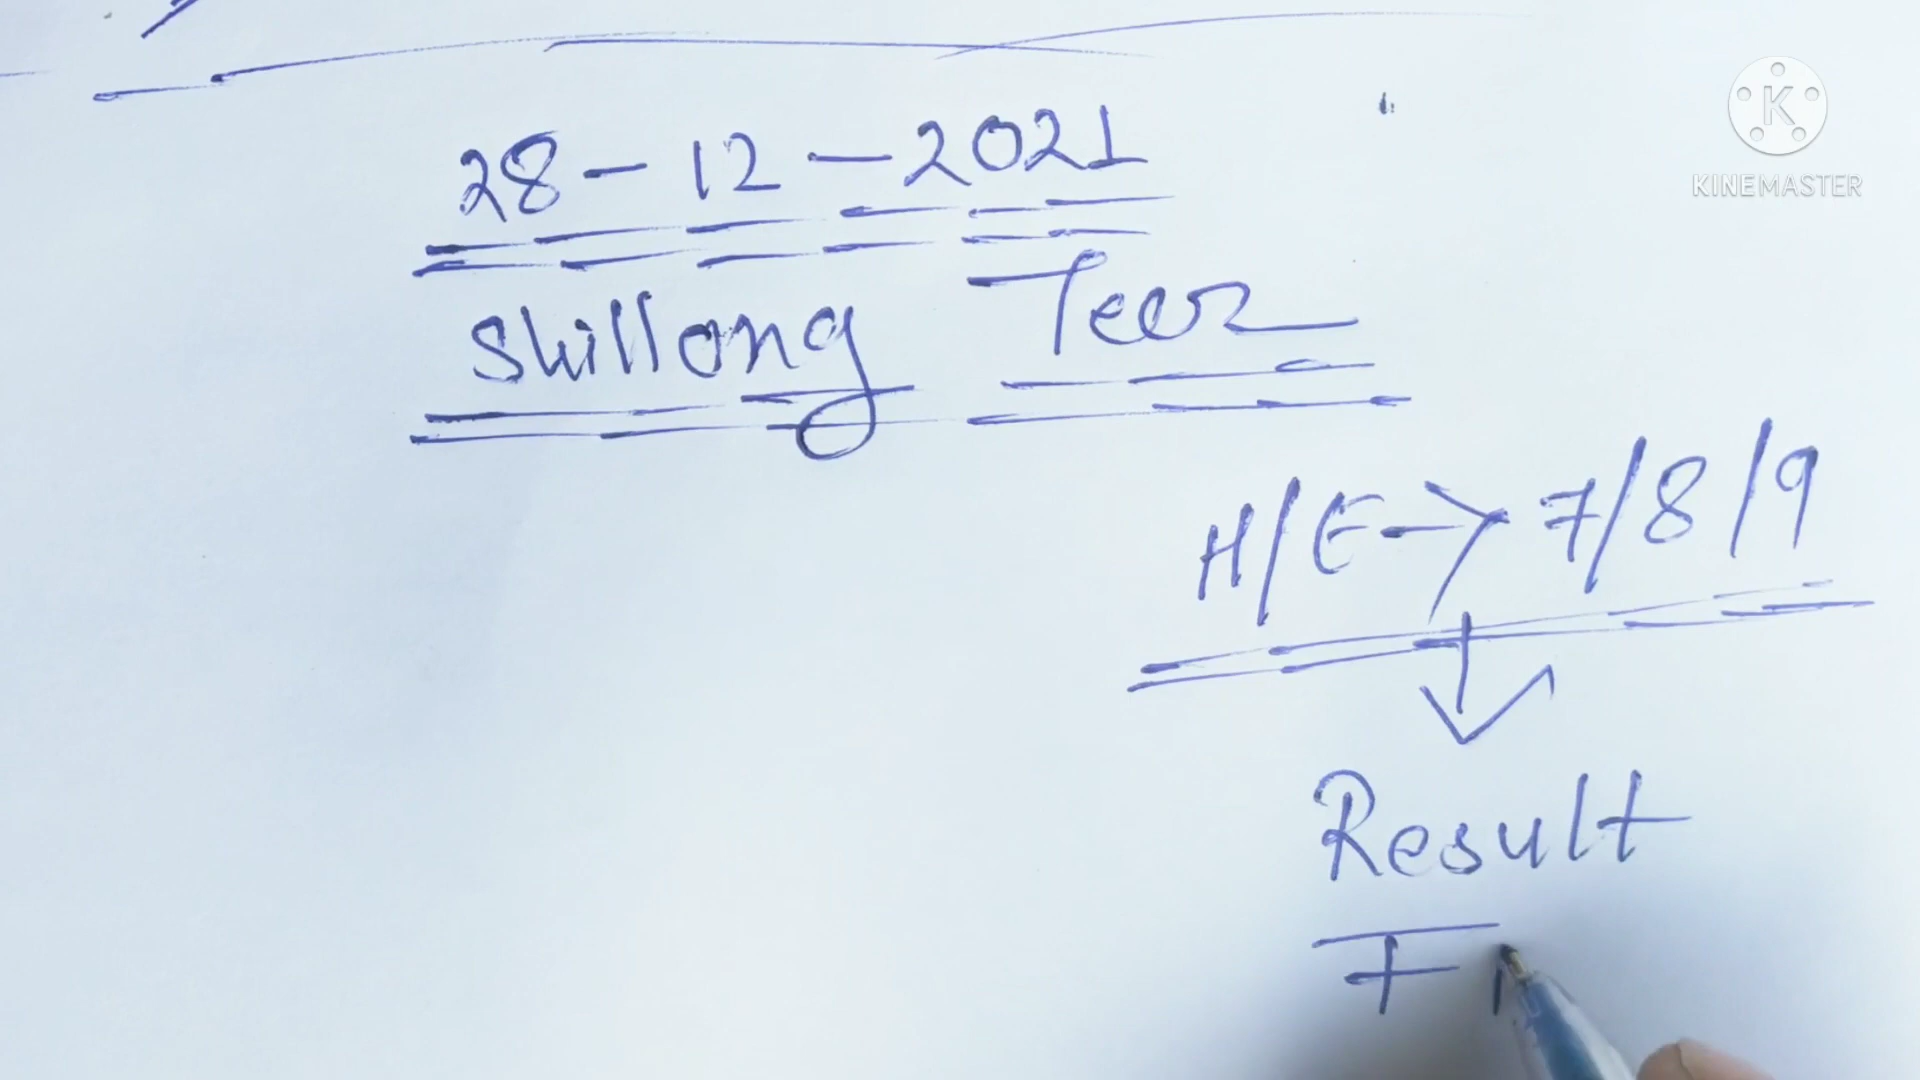 28-12-2021
KINEMASTER
Shillong Teer
H/E→7/8/9
Result
F